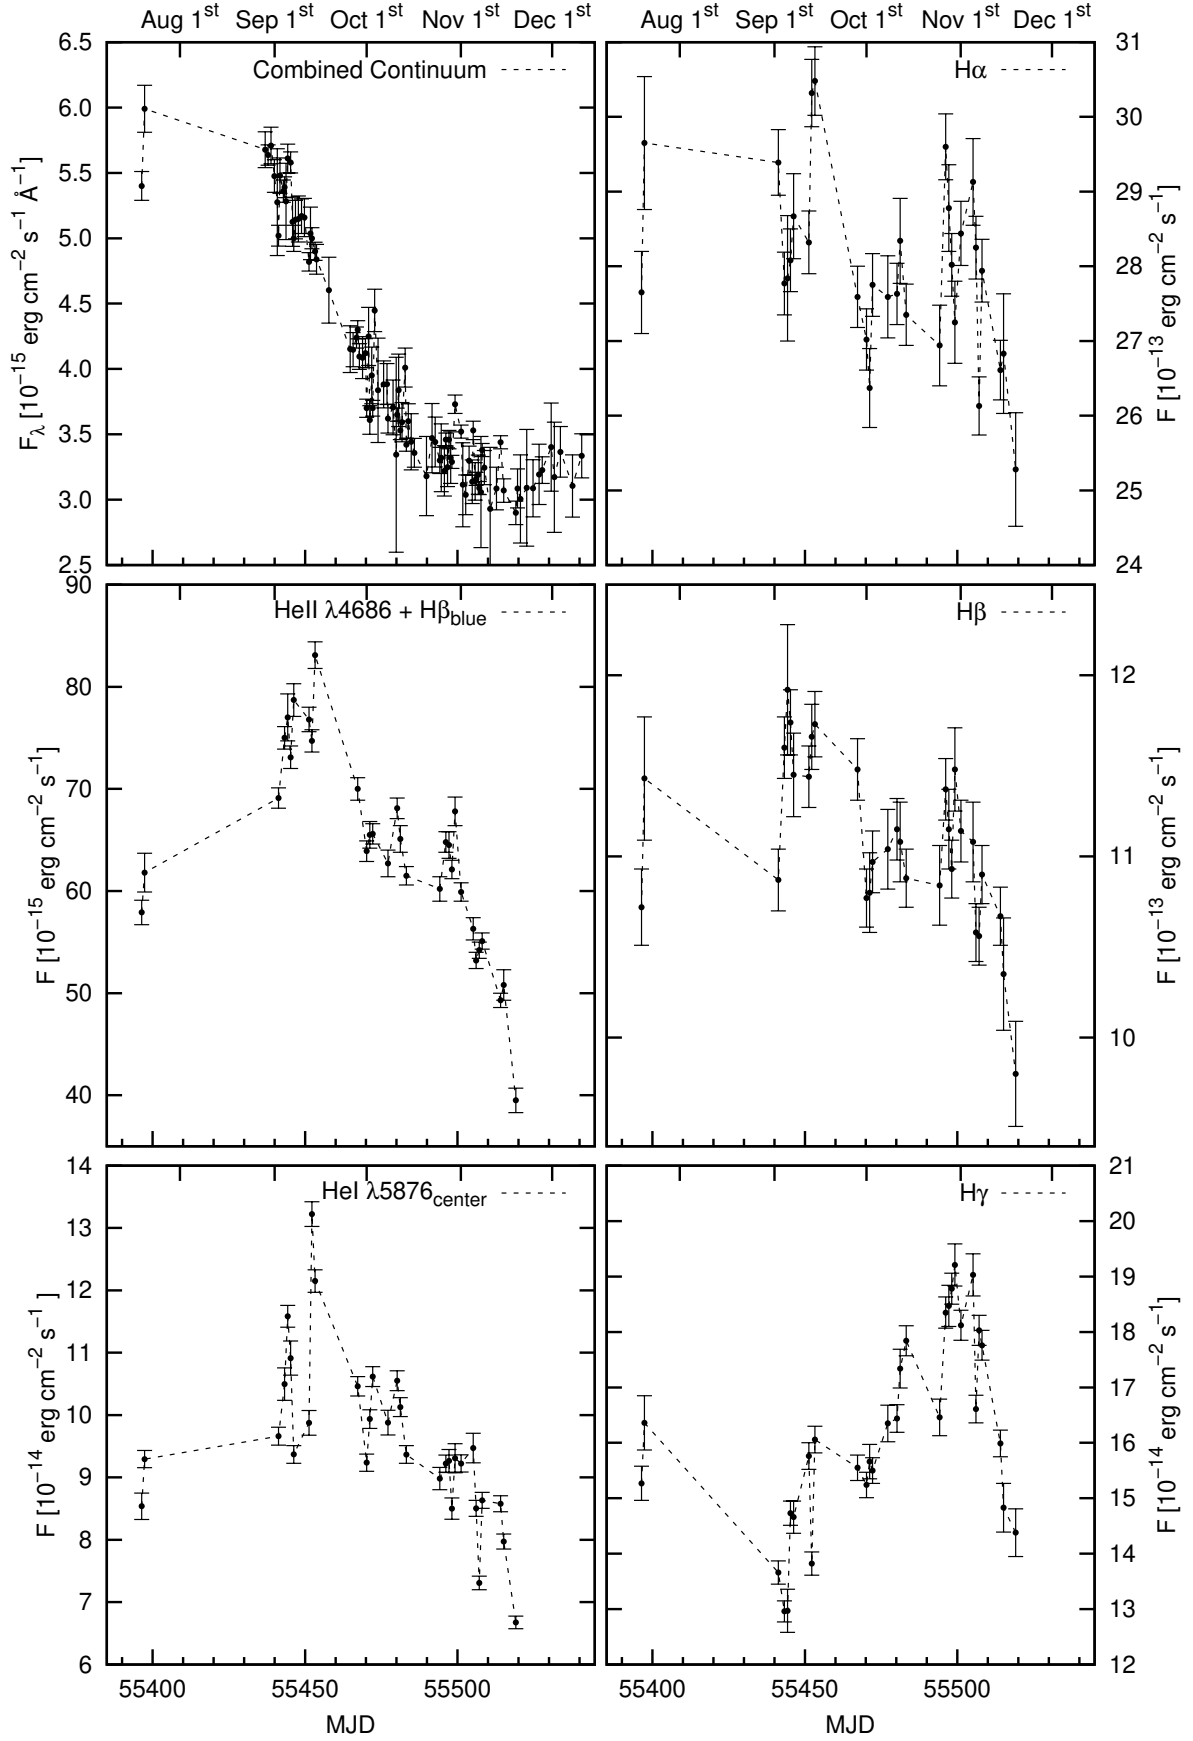 Aug 1st Sep 1st Oct 1st Nov 1st Dec 1st Aug 1st Sep 1st Oct 1st Nov 1st Dec 1st
Combined Continuum
Fλ [10−15 erg cm−2 s−1 Å−1]
6.5
6.0
5.5
5.0
4.5
4.0
3.5
3.0
2.5
Hα
F [10−13 erg cm−2 s−1]
31
30
29
28
27
26
25
24
HeII λ4686 + Hβblue
F [10−15 erg cm−2 s−1]
90
80
70
60
50
40
Hβ
F [10−13 erg cm−2 s−1]
12
11
10
HeI λ5876center
F [10−14 erg cm−2 s−1 ]
14
13
12
11
10
9
8
7
6
55400 55450 55500
MJD
Hγ
F [10−14 erg cm−2 s−1]
21
20
19
18
17
16
15
14
13
12
55400 55450 55500
MJD